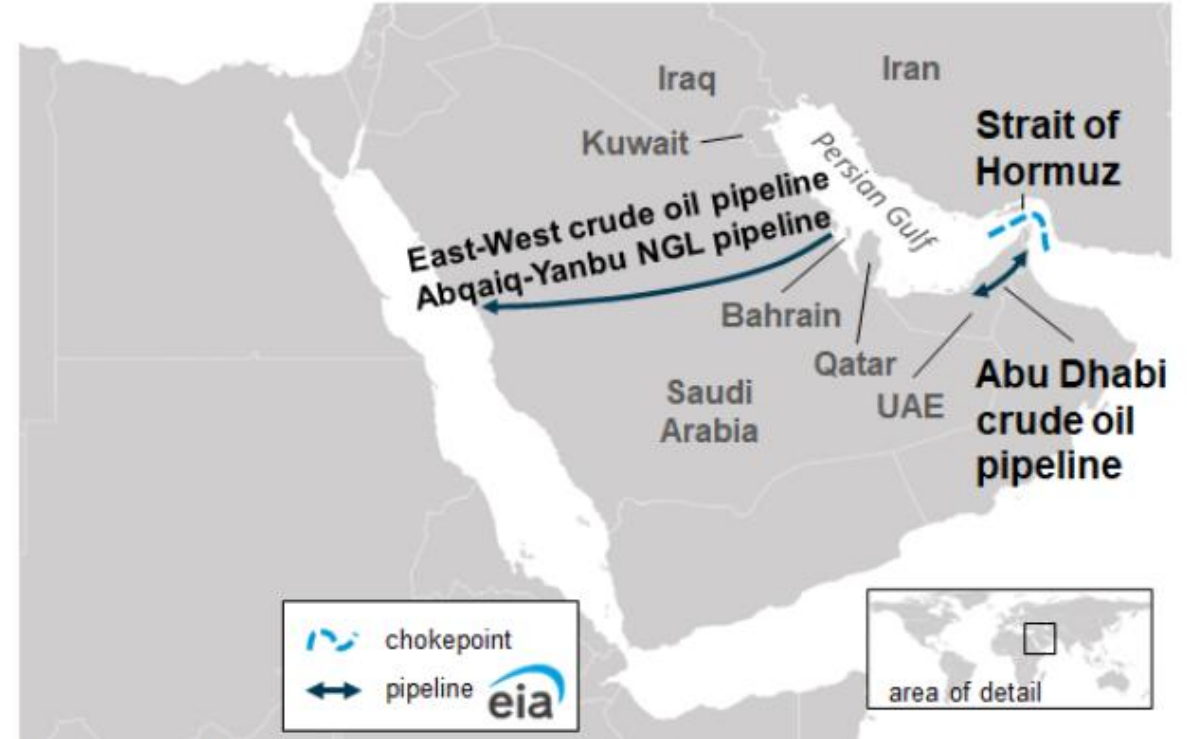 Iraq
Iran
Kuwait
Strait of
Hormuz
Persian Gulf
East-West crude oil pipeline
Abqaiq-Yanbu NGL pipeline
Bahrain
Qatar
UAE
Saudi
Arabia
Abu Dhabi
crude oil
pipeline
chokepoint
pipeline
eia
area of detail